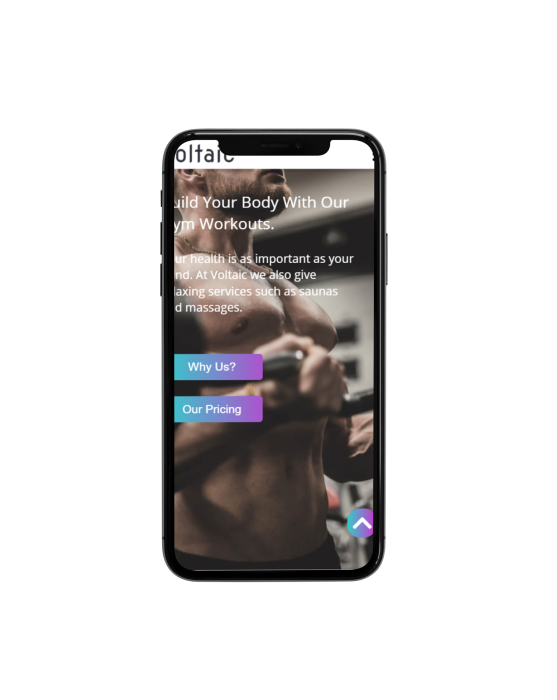 oltaic
uild Your Body With Our
ym Workouts.
ur health is as important as your
nd. At Voltaic we also give
laxing services such as saunas
d massages.
Why Us?
Our Pricing